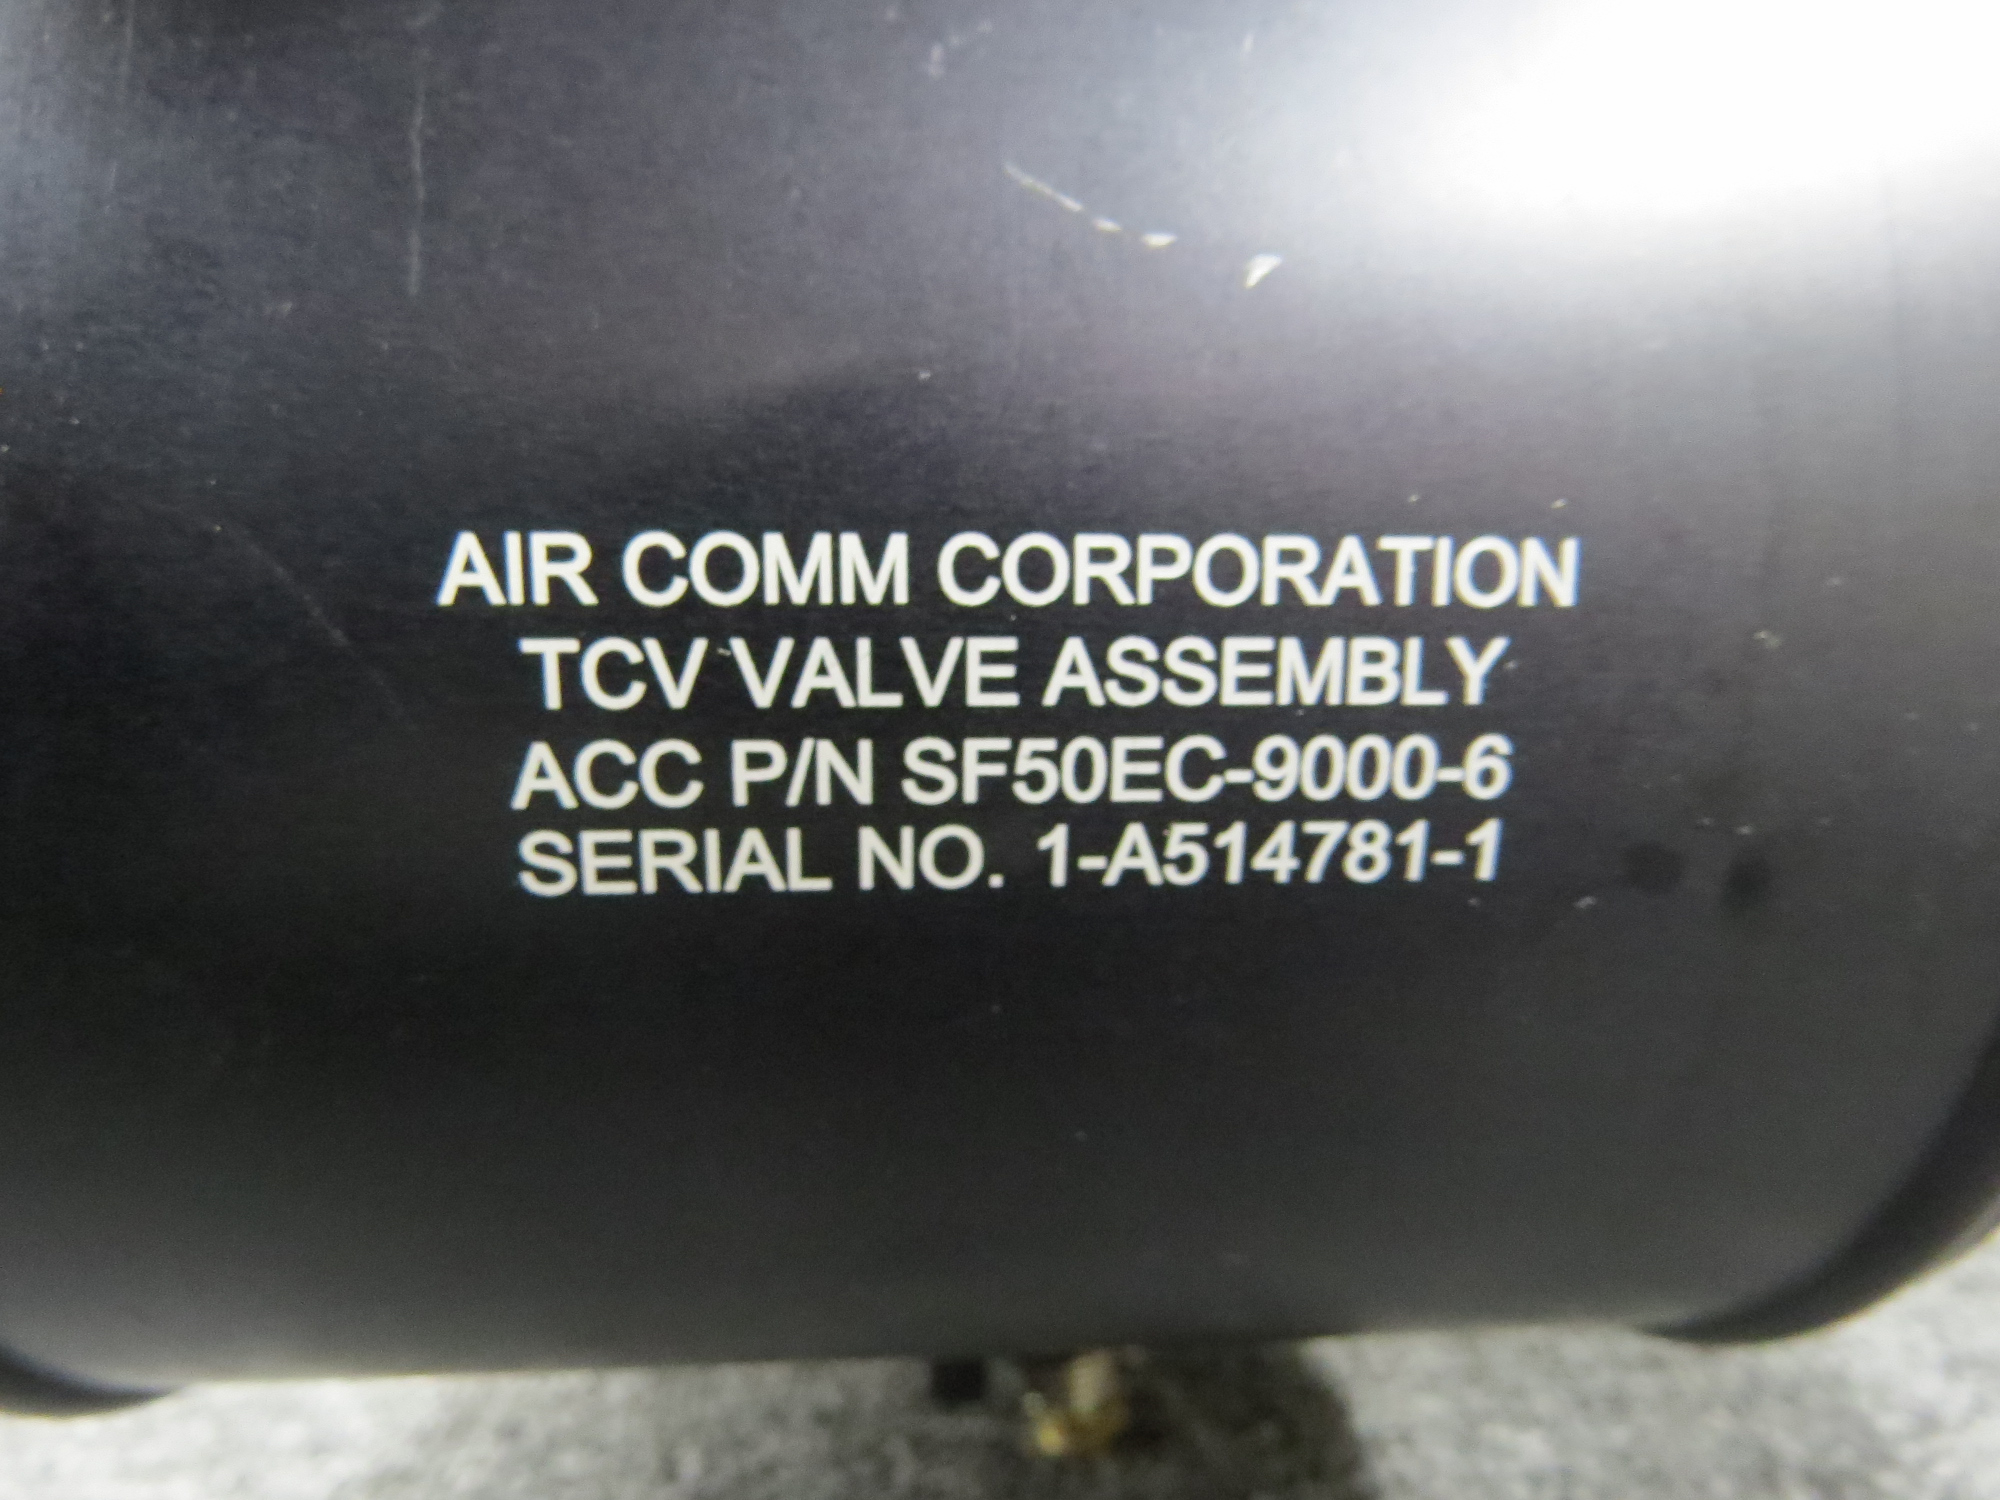 AIR COMM CORPORATION
TCV VALVE ASSEMBLY
ACC P/N SF50EC-9000-6
SERIAL NO. 1-A514781-1